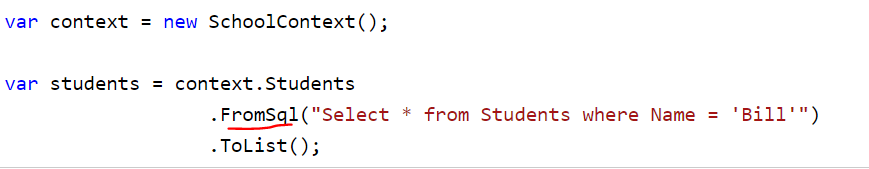 var context = new SchoolContext();
var students = context.Students
.FromSql("Select * from Students where Name = 'Bill'")
.ToList();